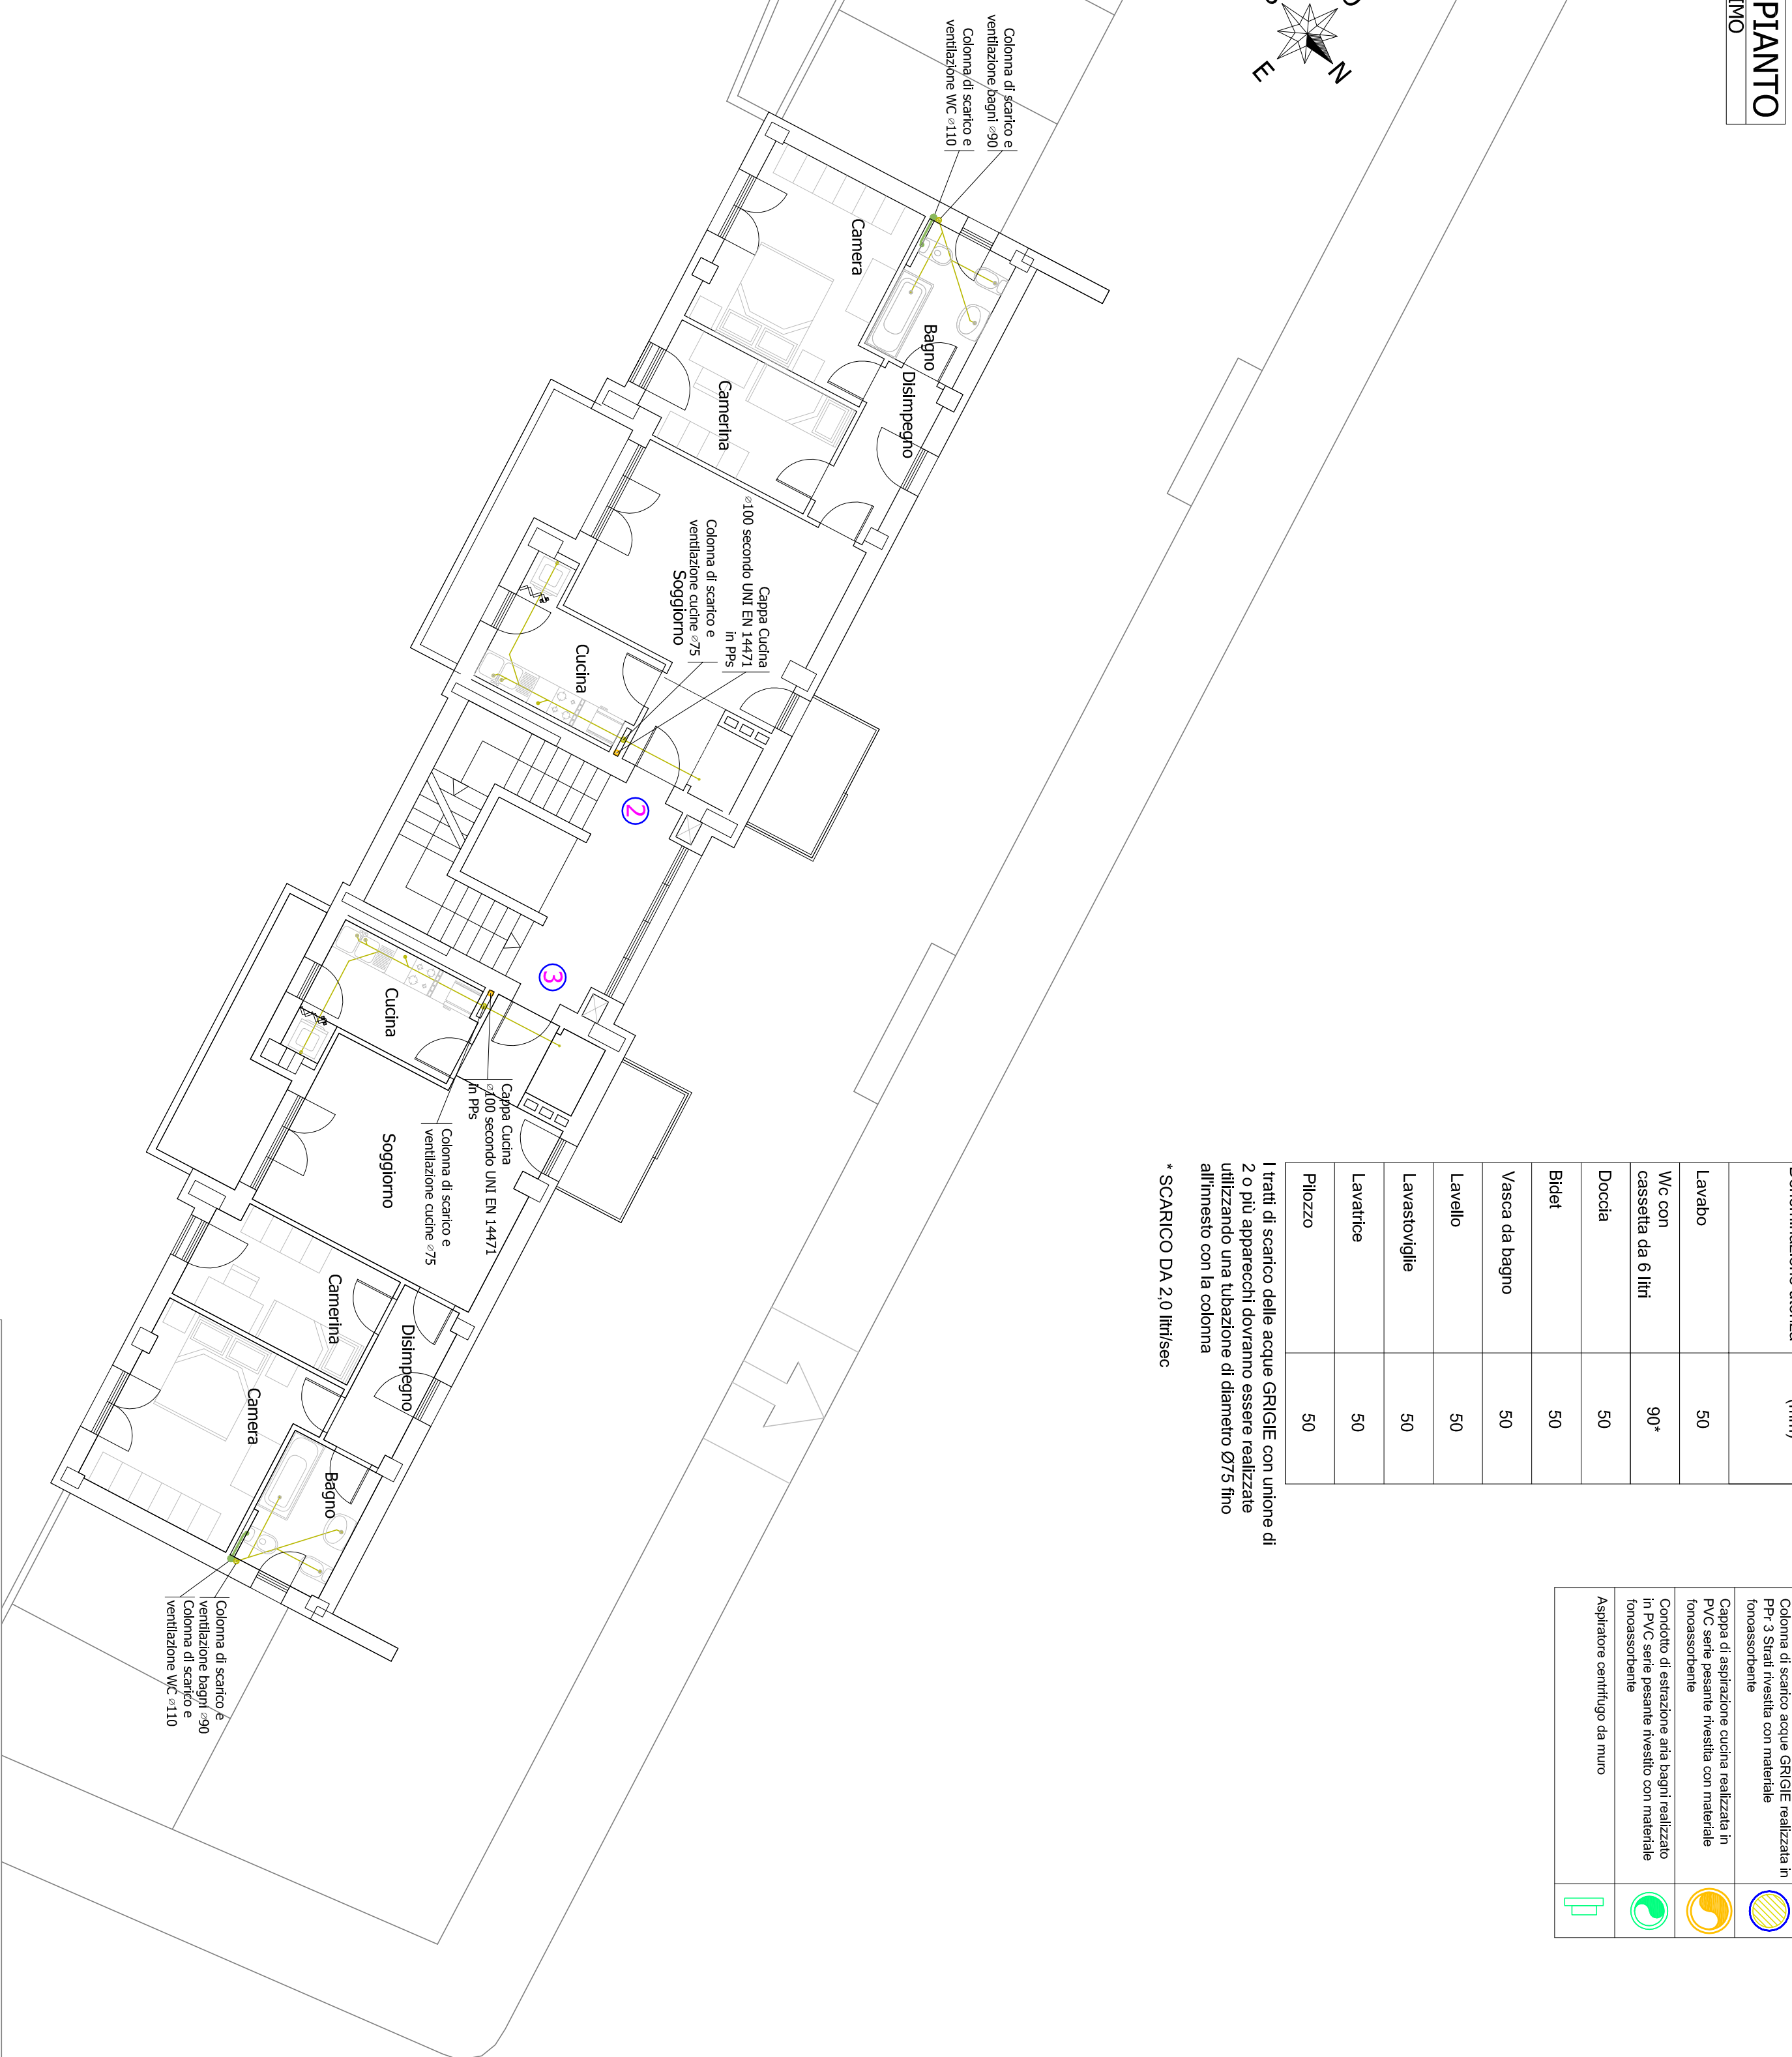 PIANTO
IMO
N
E
Colonna di scarico e
ventilazione bagni ⌀90
Colonna di scarico e
ventilazione WC ⌀110
Camera
Bagno
Disimpegno
Camerina
Soggiorno
Cappa Cucina
⌀100 secondo UNI EN 14471
in PPs
Colonna di scarico e
ventilazione cucine ⌀75
Cucina
2
3
Cucina
Cappa Cucina
⌀100 secondo UNI EN 14471
in PPs
Colonna di scarico e
ventilazione cucine ⌀75
Soggiorno
Camerina
Disimpegno
Camera
Bagno
Colonna di scarico e
ventilazione bagni ⌀90
Colonna di scarico e
ventilazione WC ⌀110
Denominazione utenza (mm)
Lavabo 50
Wc con
cassetta da 6 litri 90*
Doccia 50
Bidet 50
Vasca da bagno 50
Lavello 50
Lavastoviglie 50
Lavatrice 50
Pilozzo 50
I tratti di scarico delle acque GRIGIE con unione di
2 o più apparecchi dovranno essere realizzate
utilizzando una tubazione di diametro Ø75 fino
all'innesto con la colonna
* SCARICO DA 2,0 litri/sec
Colonna di scarico acque GRIGIE realizzata in
PPr 3 Strati rivestita con materiale
fonoassorbente
Cappa di aspirazione cucina realizzata in
PVC serie pesante rivestita con materiale
fonoassorbente
Condotto di estrazione aria bagni realizzato
in PVC serie pesante rivestito con materiale
fonoassorbente
Aspiratore centrifugo da muro